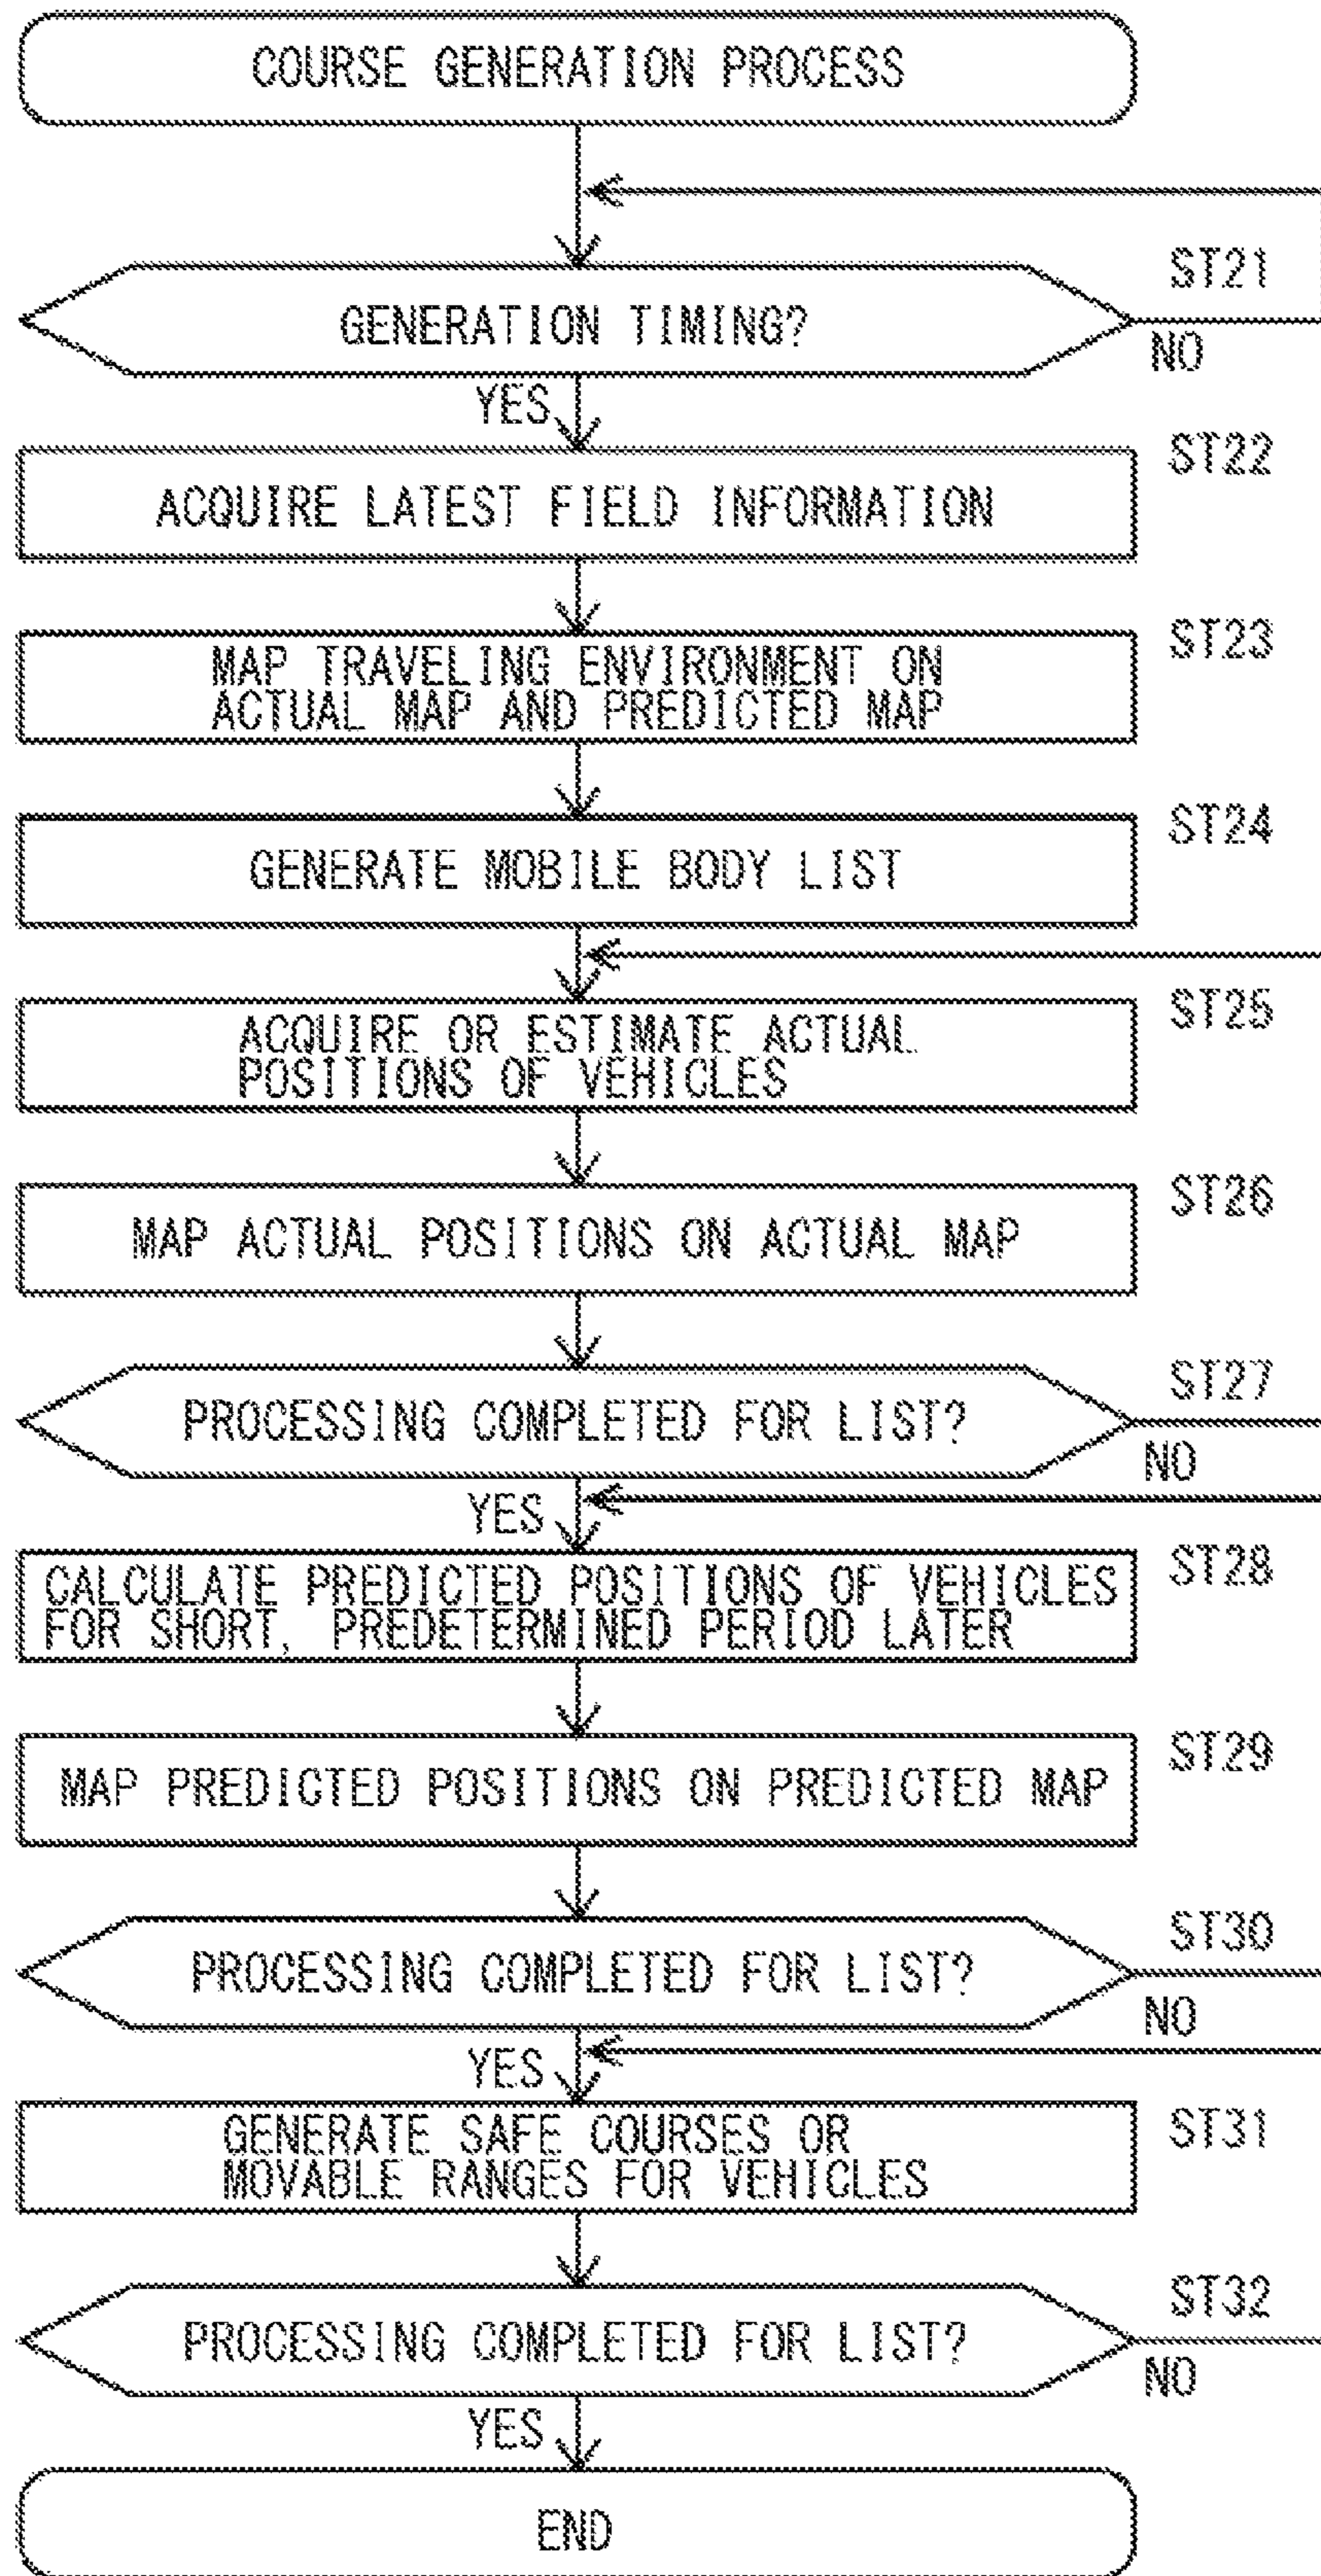 COURSE GENERATION PROCESS
ST21
GENERATION TIMING?
NO
YES
ST22
ACQUIRE LATEST FIELD INFORMATION
ST23
MAP TRAVELING ENVIRONMENT ON
ACTUAL MAP AND PREDICTED MAP
ST24
GENERATE MOBILE BODY LIST
ST25
ACQUIRE OR ESTIMATE ACTUAL
POSITIONS OF VEHICLES
ST26
MAP ACTUAL POSITIONS ON ACTUAL MAP
ST27
PROCESSING COMPLETED FOR LIST?
NO
YES
ST28
CALCULATE PREDICTED POSITIONS OF VEHICLES
FOR SHORT, PREDETERMINED PERIOD LATER
ST29
MAP PREDICTED POSITIONS ON PREDICTED MAP
ST30
PROCESSING COMPLETED FOR LIST?
NO
YES
ST31
GENERATE SAFE COURSES OR
MOVABLE RANGES FOR VEHICLES
ST32
PROCESSING COMPLETED FOR LIST?
NO
YES
END